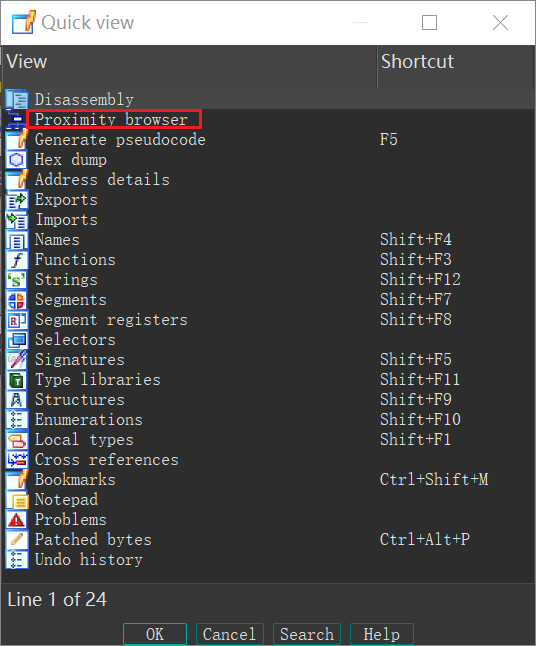 Quick view
View Shortcut
Disassembly
Proximity browser
Generate pseudocode F5
Hex dump
Address details
Exports
Imports
Names Shift+F4
Functions Shift+F3
Strings Shift+F12
Segments Shift+F7
Segment registers Shift+F8
Selectors
Signatures Shift+F5
Type libraries Shift+F11
Structures Shift+F9
Enumerations Shift+F10
Local types Shift+F1
Cross references
Bookmarks Ctrl+Shift+M
Notepad
Problems
Patched bytes Ctrl+Alt+P
Undo history
Line 1 of 24
OK Cancel Search Help